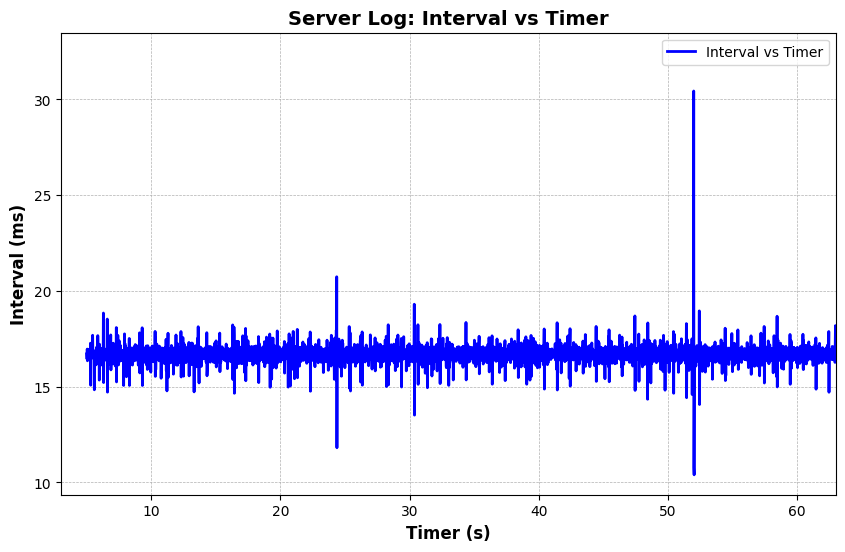 Server Log: Interval vs Timer
Interval vs Timer
30
25
20
15
10
Interval (ms)
10 20 30 40 50 60
Timer (s)